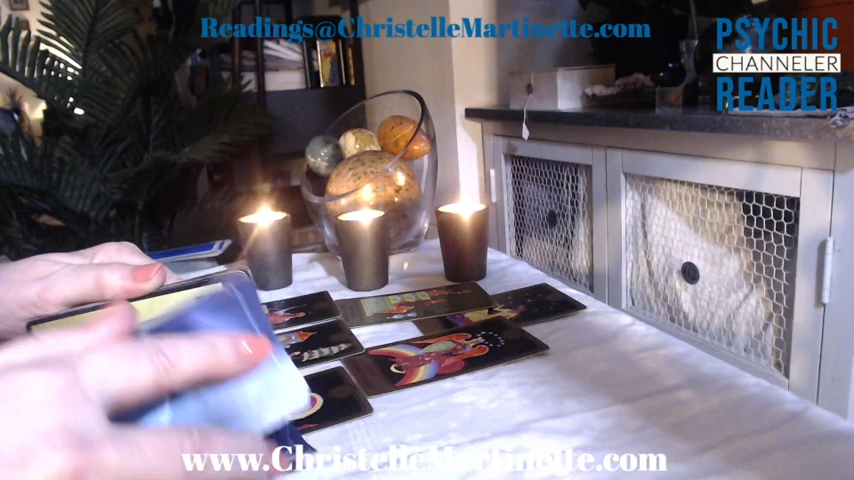 Readings@ChristelleMartinette.com
PSYCHIC
CHANNELER
READER
www.ChristelleMartinette.com